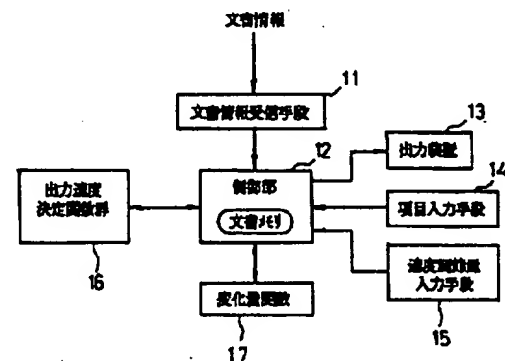 文書情報
11
文書情報受信手段
12
13
出力装置
制御部
文書メモリ
14
項目入力手段
出力速度
決定関数群
16
速度開始値
入力手段
15
変化量関数
17